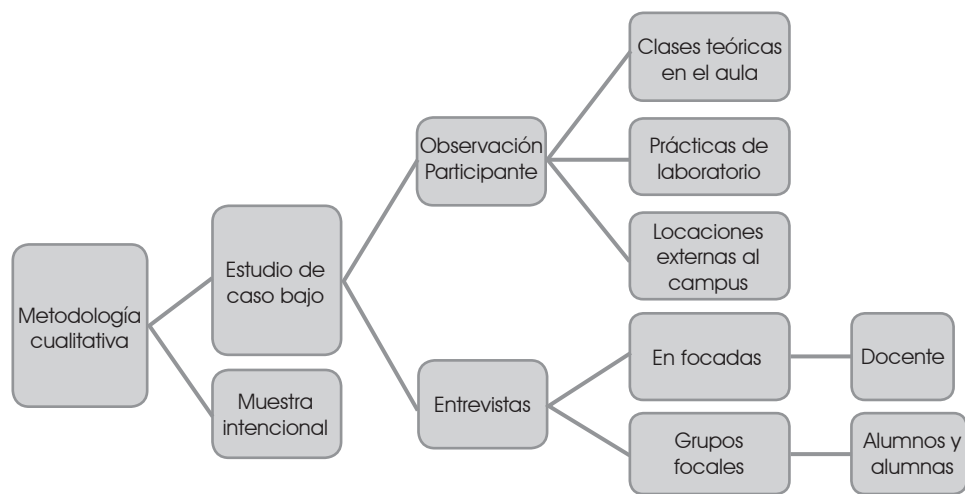 Metodología
cualitativa
Estudio de
caso bajo
Muestra
intencional
Observación
Participante
Entrevistas
Clases teóricas
en el aula
Prácticas de
laboratorio
Locaciones
externas al
campus
En focadas
Docente
Grupos
focales
Alumnos y
alumnas